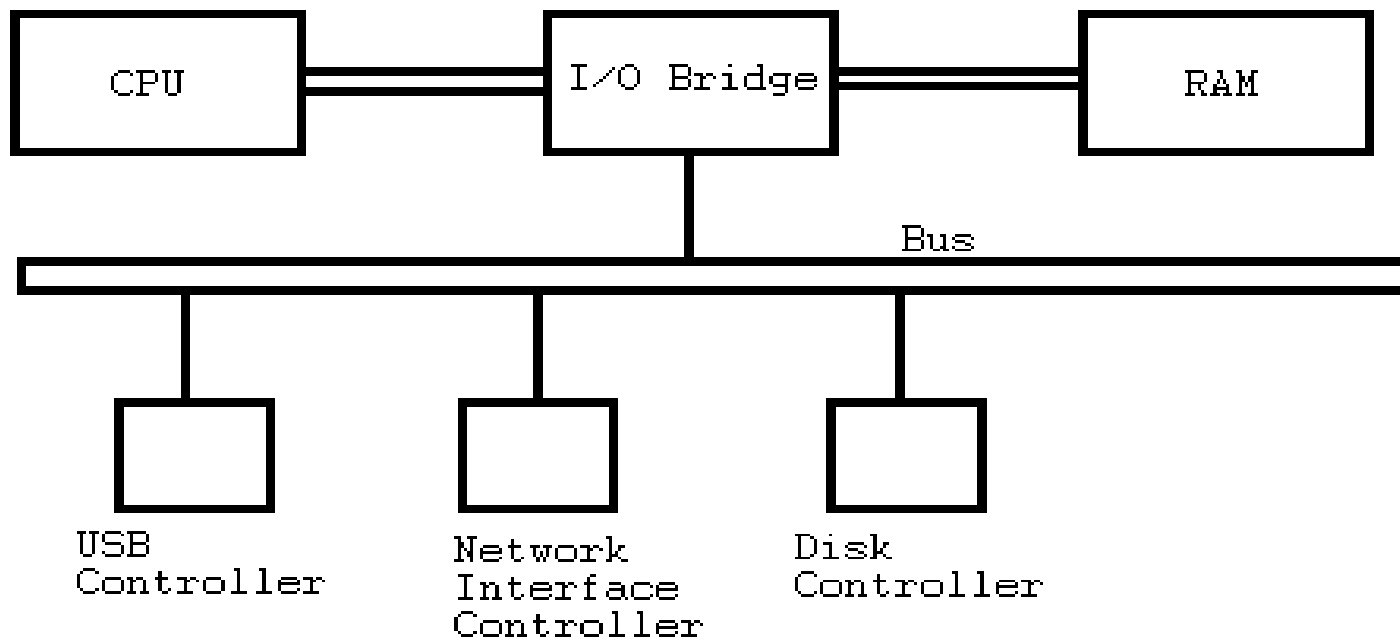 CPU
I/O Bridge
RAM
Bus
USB
Controller
Network
Interface
Controller
Disk
Controller